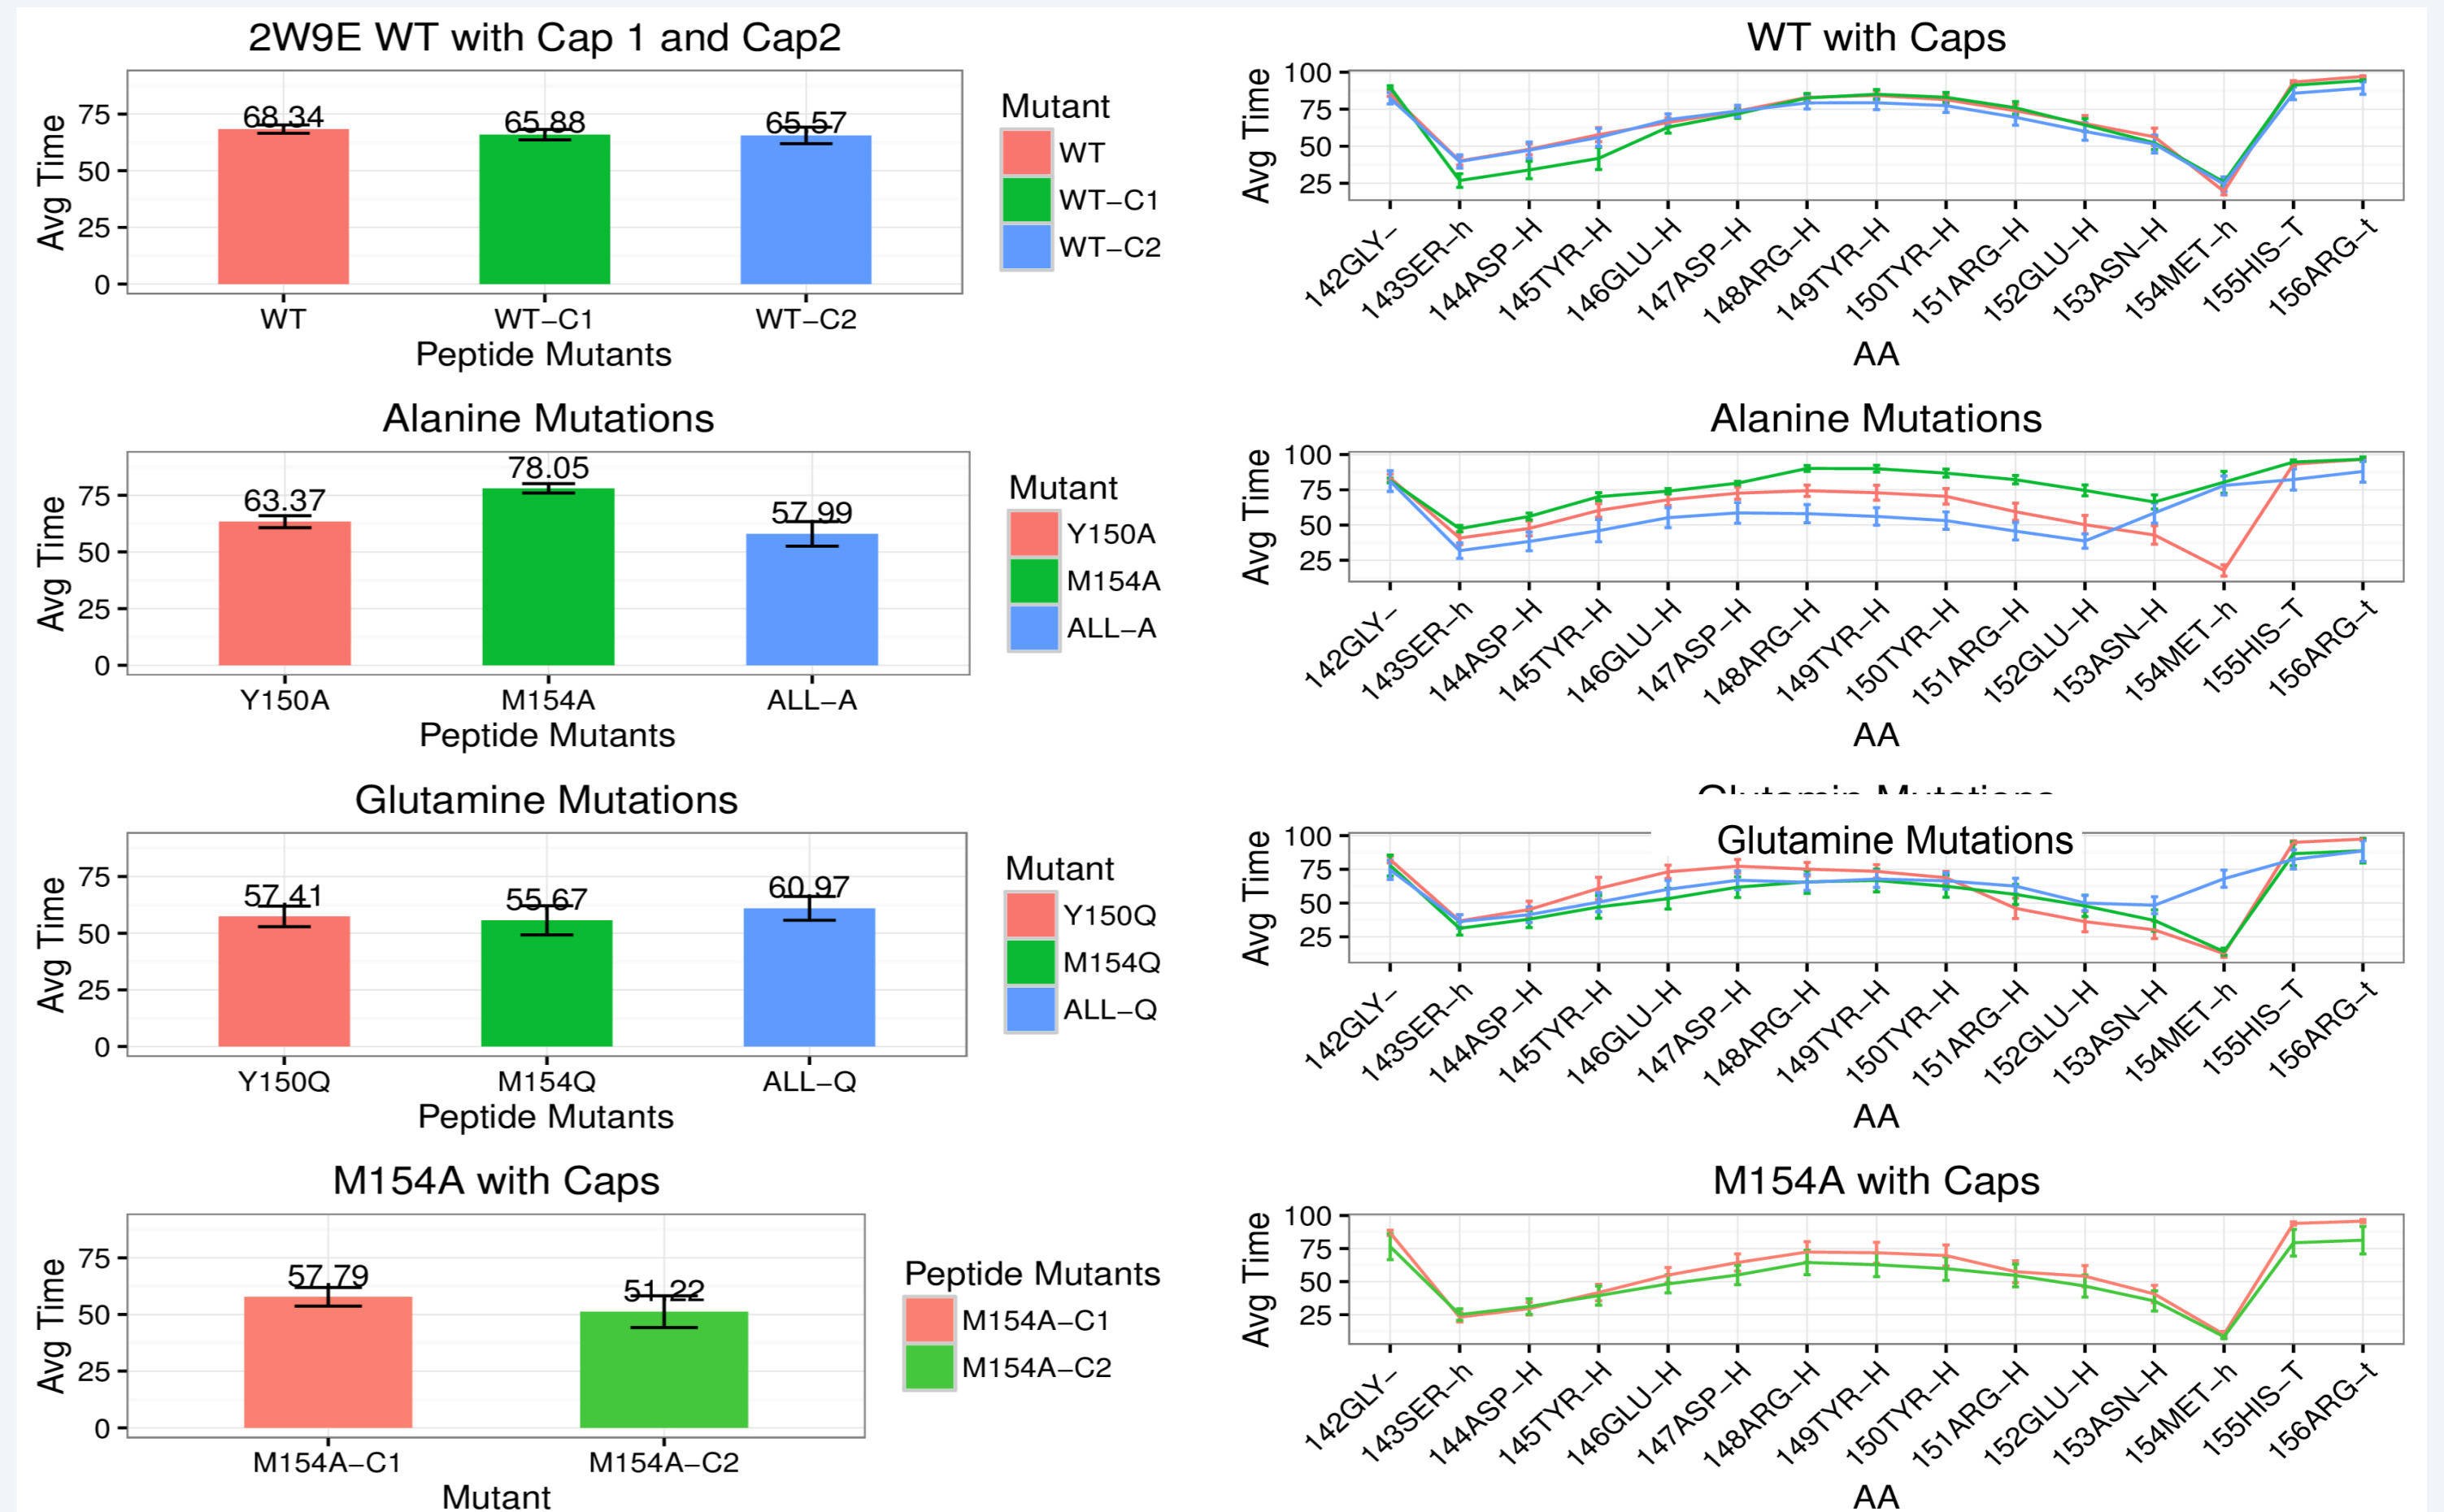 2W9E WT with Cap 1 and Cap2
Avg Time
75
50
25
0
68.34
65.88
65.57
WT
WT−C1
WT−C2
Peptide Mutants
Mutant
WT
WT−C1
WT−C2
WT with Caps
Avg Time
100
75
50
25
142GLY−
143SER−h
144ASP−H
145TYR−H
146GLU−H
147ASP−H
148ARG−H
149TYR−H
150TYR−H
151ARG−H
152GLU−H
153ASN−H
154MET−h
155HIS−T
156ARG−t
AA
Alanine Mutations
Avg Time
75
50
25
0
63.37
78.05
57.99
Y150A
M154A
ALL−A
Peptide Mutants
Mutant
Y150A
M154A
ALL−A
Alanine Mutations
Avg Time
100
75
50
25
142GLY−
143SER−h
144ASP−H
145TYR−H
146GLU−H
147ASP−H
148ARG−H
149TYR−H
150TYR−H
151ARG−H
152GLU−H
153ASN−H
154MET−h
155HIS−T
156ARG−t
AA
Glutamine Mutations
Avg Time
75
50
25
0
57.41
55.67
60.97
Y150Q
M154Q
ALL−Q
Peptide Mutants
Mutant
Y150Q
M154Q
ALL−Q
Glutamin Mutations
Glutamine Mutations
Avg Time
100
75
50
25
142GLY−
143SER−h
144ASP−H
145TYR−H
146GLU−H
147ASP−H
148ARG−H
149TYR−H
150TYR−H
151ARG−H
152GLU−H
153ASN−H
154MET−h
155HIS−T
156ARG−t
AA
M154A with Caps
Avg Time
75
50
25
0
57.79
51.22
M154A−C1
M154A−C2
Mutant
Peptide Mutants
M154A−C1
M154A−C2
M154A with Caps
Avg Time
100
75
50
25
142GLY−
143SER−h
144ASP−H
145TYR−H
146GLU−H
147ASP−H
148ARG−H
149TYR−H
150TYR−H
151ARG−H
152GLU−H
153ASN−H
154MET−h
155HIS−T
156ARG−t
AA